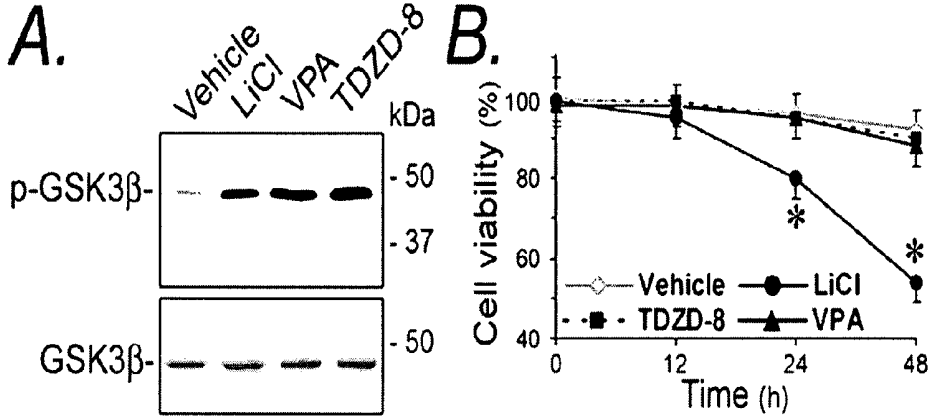 A.
Vehicle
LiCl
VPA
TDZD-8
kDa
p-GSK3β-
- 50
- 37
GSK3β-
- 50
B.
Cell viability (%)
100
80
60
40
*
*
Vehicle
LiCl
TDZD-8
VPA
0
12
24
48
Time (h)